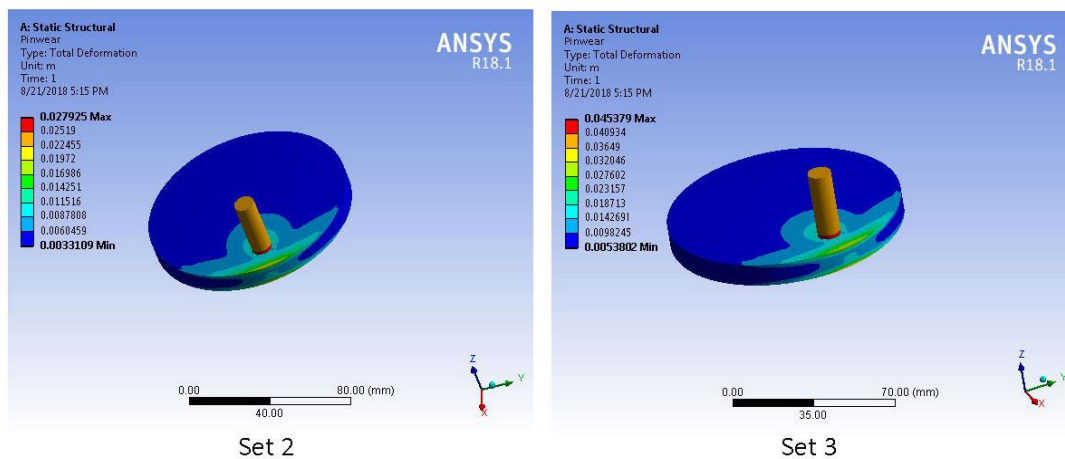 A: Static Structural
Pinwear
Type: Total Deformation
Unit: m
Time: 1
8/21/2018 5:15 PM
ANSYS
R18.1
0.027925 Max
0.02519
0.022455
0.01972
0.016986
0.014251
0.011516
0.0087808
0.0060459
0.0033109 Min
Z
Y
X
0.00
80.00 (mm)
40.00
Set 2
A: Static Structural
Pinwear
Type: Total Deformation
Unit: m
Time: 1
8/21/2018 5:15 PM
ANSYS
R18.1
0.045379 Max
0.040934
0.03649
0.032046
0.027602
0.023157
0.018713
0.014269
0.0098245
0.0053802 Min
Z
Y
X
0.00
70.00 (mm)
35.00
Set 3